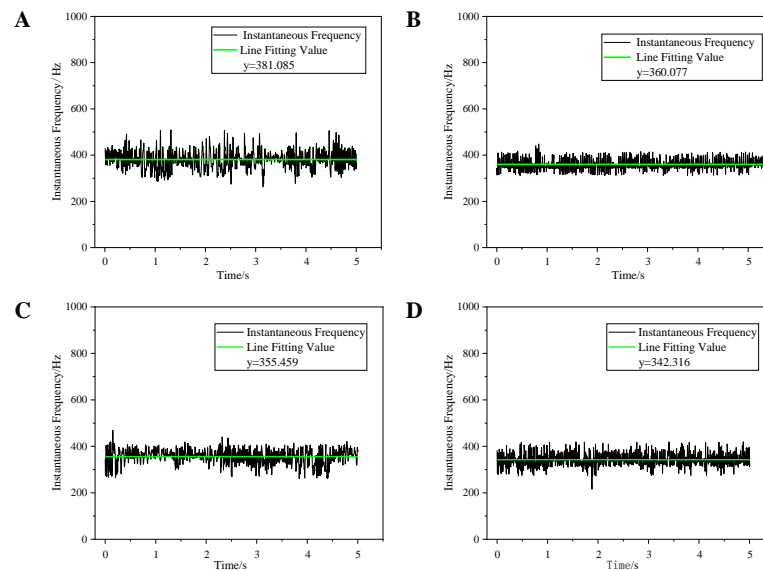 A
1000
800
600
400
200
0
Instantaneous Frequency/ Hz
Instantaneous Frequency
Line Fitting Value
y=381.085
0 1 2 3 4 5
Time/s
B
1000
800
600
400
200
0
Instantaneous Frequency/Hz
Instantaneous Frequency
Line Fitting Value
y=360.077
0 1 2 3 4 5
Time/s
C
1000
800
600
400
200
0
Instantaneous Frequency/Hz
Instantaneous Frequency
Line Fitting Value
y=355.459
0 1 2 3 4 5
Time/s
D
1000
800
600
400
200
0
Instantaneous Frequency/Hz
Instantaneous Frequency
Line Fitting Value
y=342.316
0 1 2 3 4 5
Time/s